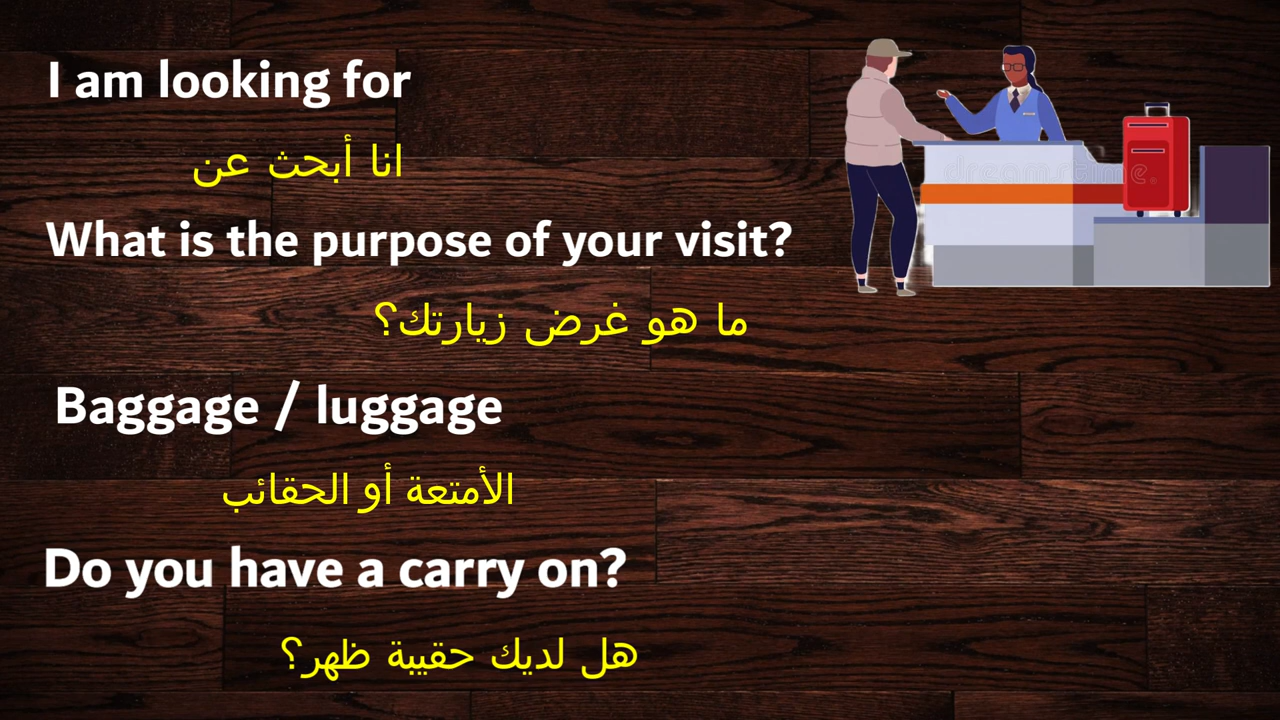 I am looking for
انا أبحث عن
What is the purpose of your visit?
ما هو غرض زيارتك؟
Baggage / luggage
الأمتعة أو الحقائب
Do you have a carry on?
هل لديك حقيبة ظهر؟